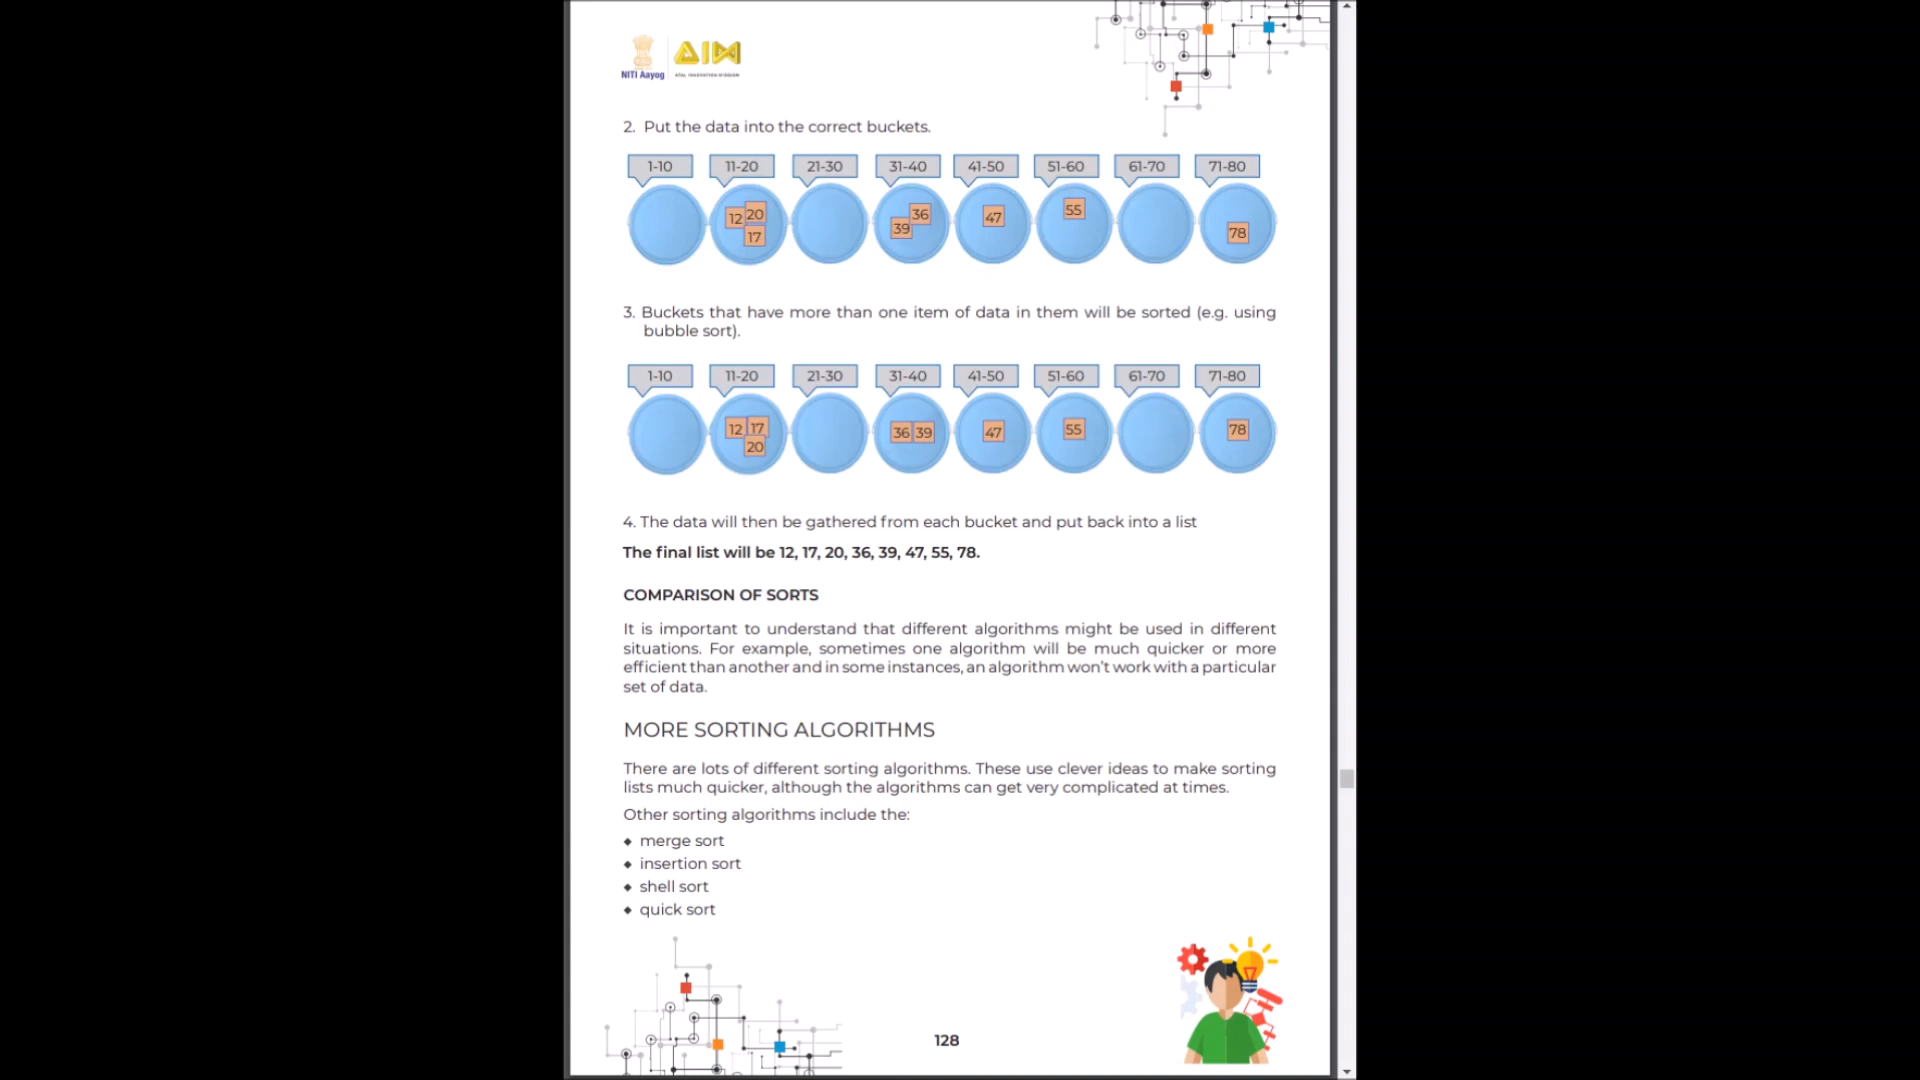 NITI Aayog
AIM
ATAL INNOVATION MISSION
2. Put the data into the correct buckets.
1-10 11-20 21-30 31-40 41-50 51-60 61-70 71-80
12 20 17 39 36 47 55 78
3. Buckets that have more than one item of data in them will be sorted (e.g. using
bubble sort).
1-10 11-20 21-30 31-40 41-50 51-60 61-70 71-80
12 17 20 36 39 47 55 78
4. The data will then be gathered from each bucket and put back into a list
The final list will be 12, 17, 20, 36, 39, 47, 55, 78.
COMPARISON OF SORTS
It is important to understand that different algorithms might be used in different
situations. For example, sometimes one algorithm will be much quicker or more
efficient than another and in some instances, an algorithm won't work with a particular
set of data.
MORE SORTING ALGORITHMS
There are lots of different sorting algorithms. These use clever ideas to make sorting
lists much quicker, although the algorithms can get very complicated at times.
Other sorting algorithms include the:
◆ merge sort
◆ insertion sort
◆ shell sort
◆ quick sort
128